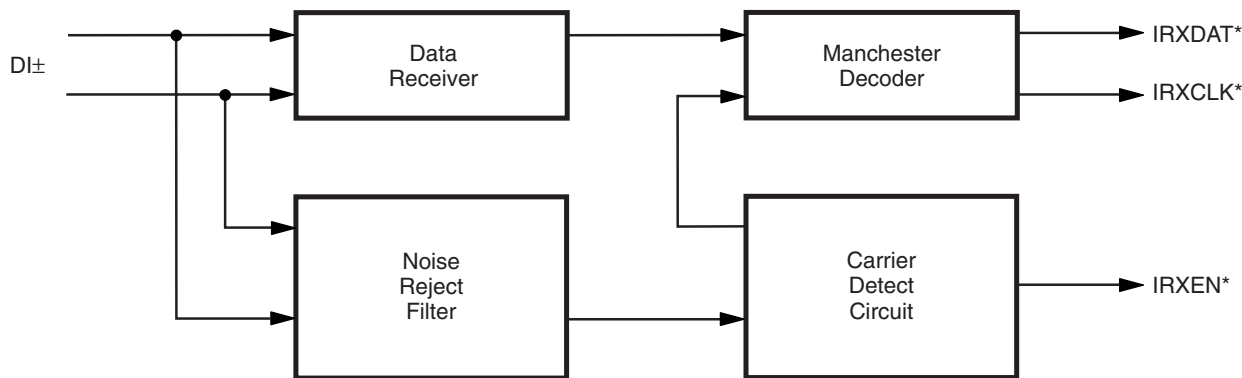 DI±
Data
Receiver
Manchester
Decoder
IRXDAT*
IRXCLK*
Noise
Reject
Filter
Carrier
Detect
Circuit
IRXEN*